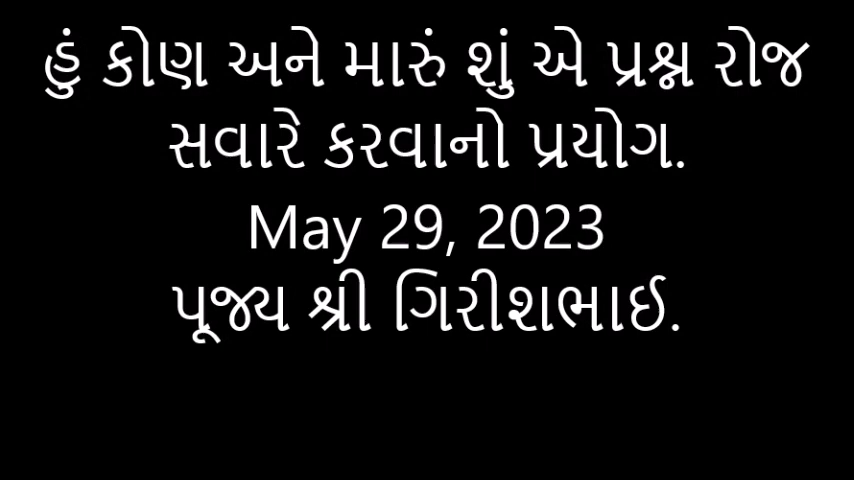 હું કોણ અને મારું શું એ પ્રશ્ન રોજ
સવારે કરવાનો પ્રયોગ.
May 29, 2023
પૂજ્ય શ્રી ગિરીશભાઈ.